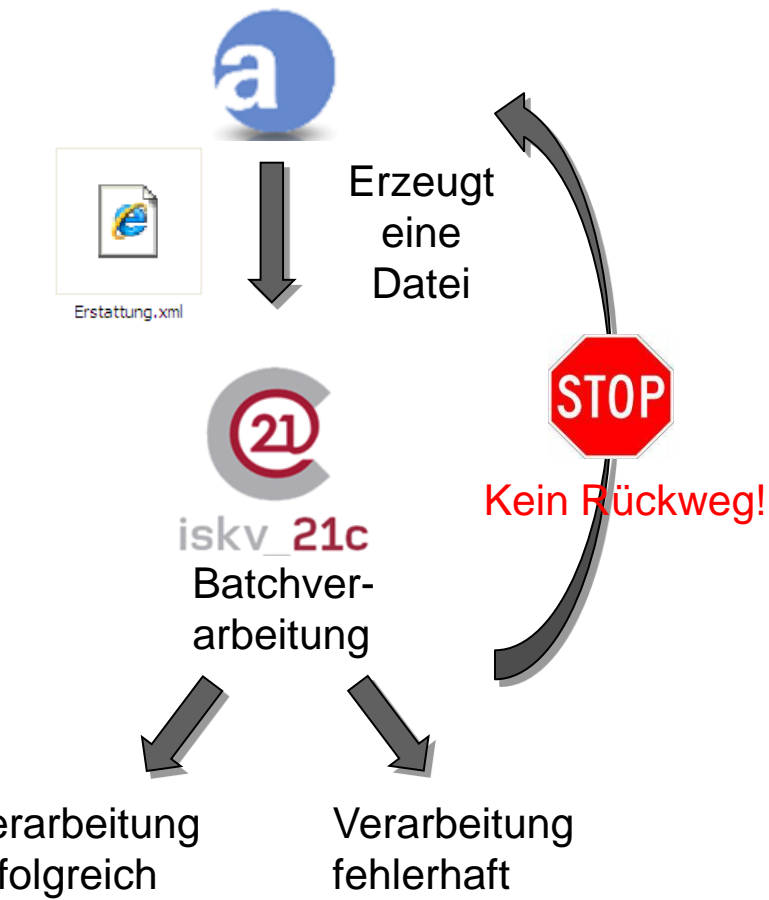 a
Erzeugt
eine
Datei
Erstattung.xml
STOP
21
Kein Rückweg!
iskv_21c
Batchver-
arbeitung
erarbeitung
folgreich
Verarbeitung
fehlerhaft